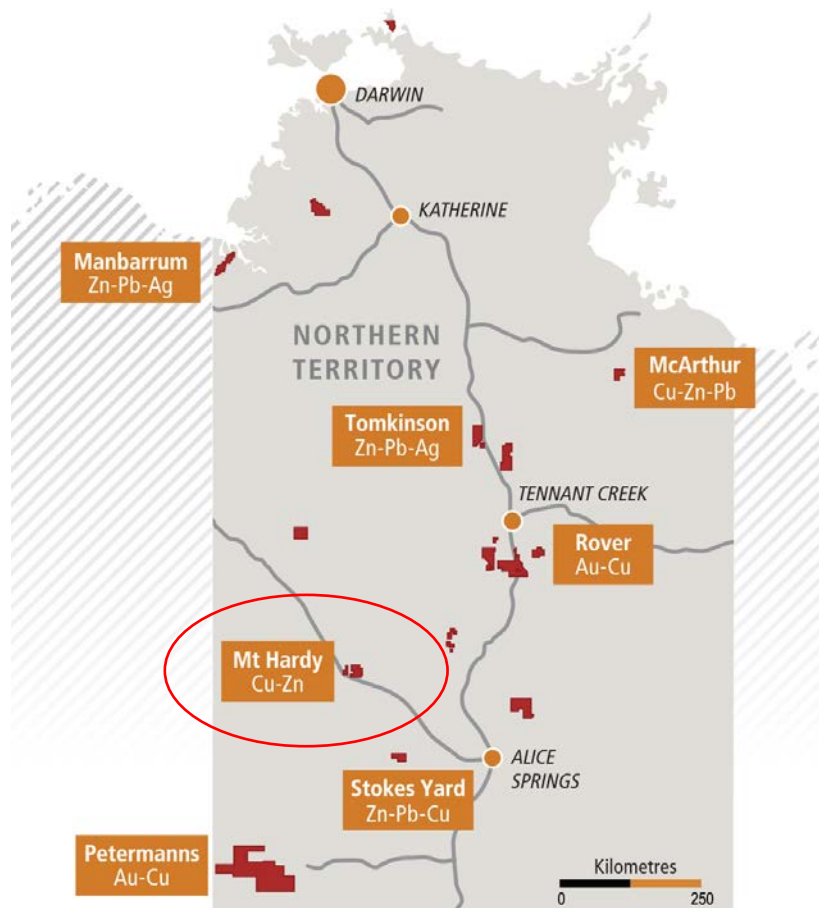 DARWIN
KATHERINE
Manbarrum
Zn-Pb-Ag
NORTHERN
TERRITORY
McArthur
Cu-Zn-Pb
Tomkinson
Zn-Pb-Ag
TENNANT CREEK
Rover
Au-Cu
Mt Hardy
Cu-Zn
ALICE
SPRINGS
Stokes Yard
Zn-Pb-Cu
Petermanns
Au-Cu
Kilometres
0 250